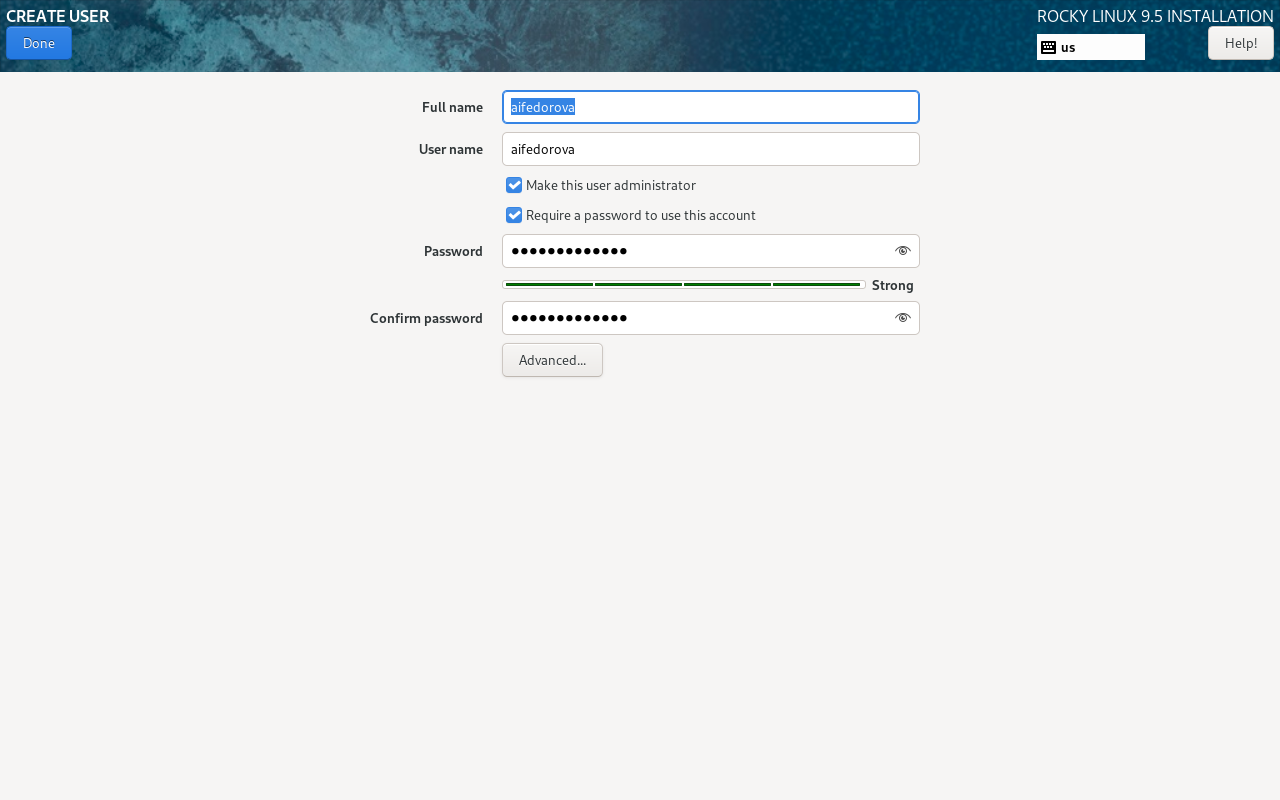 CREATE USER
ROCKY LINUX 9.5 INSTALLATION
Done
us
Help!
Full name
aifedorova
User name
aifedorova
Make this user administrator
Require a password to use this account
Password
●●●●●●●●●●●●●
Strong
Confirm password
●●●●●●●●●●●●●
Advanced...